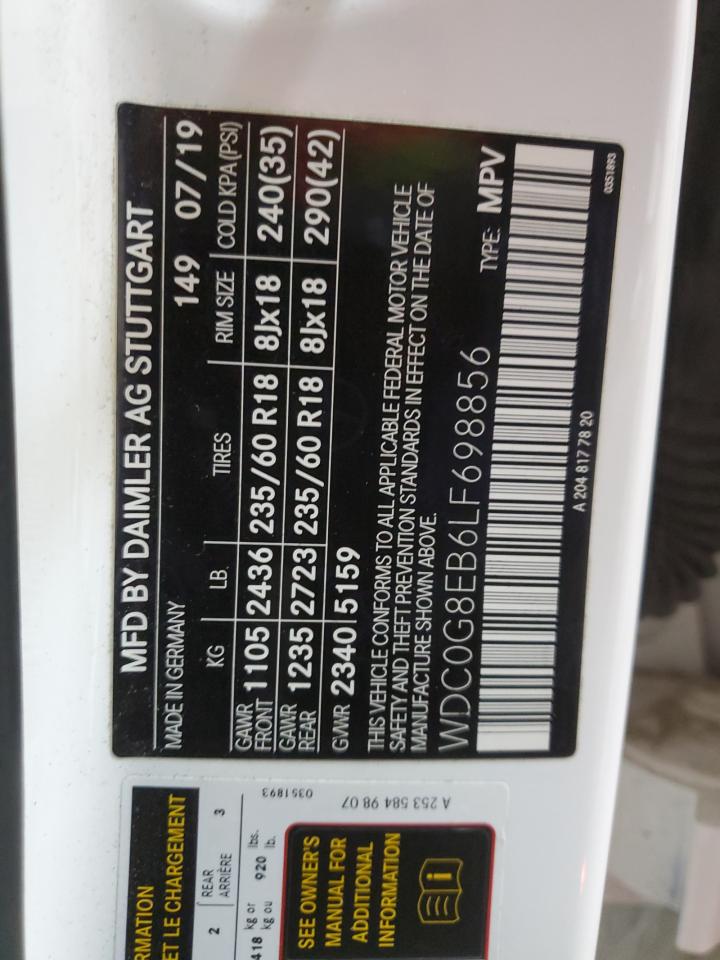 MFD BY DAIMLER AG STUTTGART
MADE IN GERMANY 149 07/19
KG LB TIRES RIM SIZE COLD KPA(PSI)
GAWR FRONT 1105 2436 235/60 R18 8Jx18 240(35)
GAWR REAR 1235 2723 235/60 R18 8Jx18 290(42)
GVWR 2340 5159
THIS VEHICLE CONFORMS TO ALL APPLICABLE FEDERAL MOTOR VEHICLE
SAFETY AND THEFT PREVENTION STANDARDS IN EFFECT ON THE DATE OF
MANUFACTURE SHOWN ABOVE.
WDC0G8EB6LF698856 TYPE: MPV
A 204 817 78 20
0351893
RMATION
ET LE CHARGEMENT
2 REAR ARRIÈRE 3
418 kg or kg ou 920 lbs. lb.
0351893
A 253 584 98 07
SEE OWNER'S
MANUAL FOR
ADDITIONAL
INFORMATION